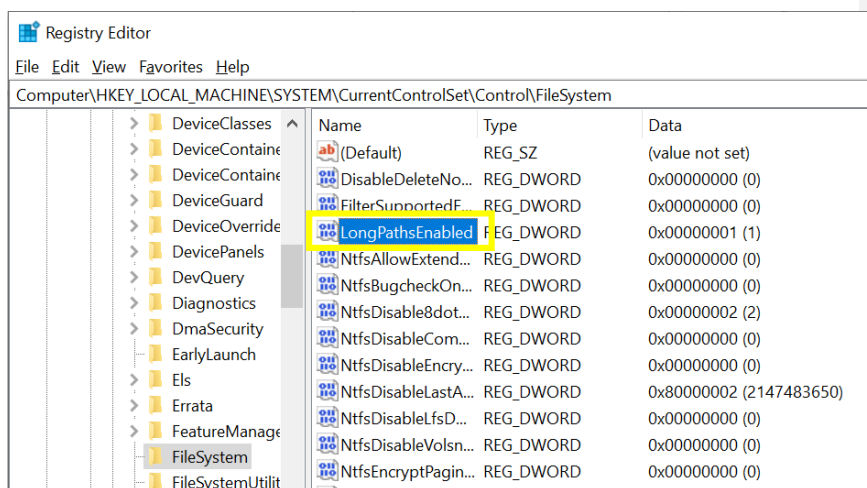 Registry Editor
File Edit View Favorites Help
Computer\HKEY_LOCAL_MACHINE\SYSTEM\CurrentControlSet\Control\FileSystem
DeviceClasses
DeviceContaine
DeviceContaine
DeviceGuard
DeviceOverride
DevicePanels
DevQuery
Diagnostics
DmaSecurity
EarlyLaunch
Els
Errata
FeatureManage
FileSystem
FileSystemUtilit
Name Type Data
ab (Default) REG_SZ (value not set)
DisableDeleteNo... REG_DWORD 0x00000000 (0)
FilterSupportedF... REG_DWORD 0x00000000 (0)
LongPathsEnabled REG_DWORD 0x00000001 (1)
NtfsAllowExtend... REG_DWORD 0x00000000 (0)
NtfsBugcheckOn... REG_DWORD 0x00000000 (0)
NtfsDisable8dot... REG_DWORD 0x00000002 (2)
NtfsDisableCom... REG_DWORD 0x00000000 (0)
NtfsDisableEncry... REG_DWORD 0x00000000 (0)
NtfsDisableLastA... REG_DWORD 0x80000002 (2147483650)
NtfsDisableLfsD... REG_DWORD 0x00000000 (0)
NtfsDisableVolsn... REG_DWORD 0x00000000 (0)
NtfsEncryptPagin... REG_DWORD 0x00000000 (0)